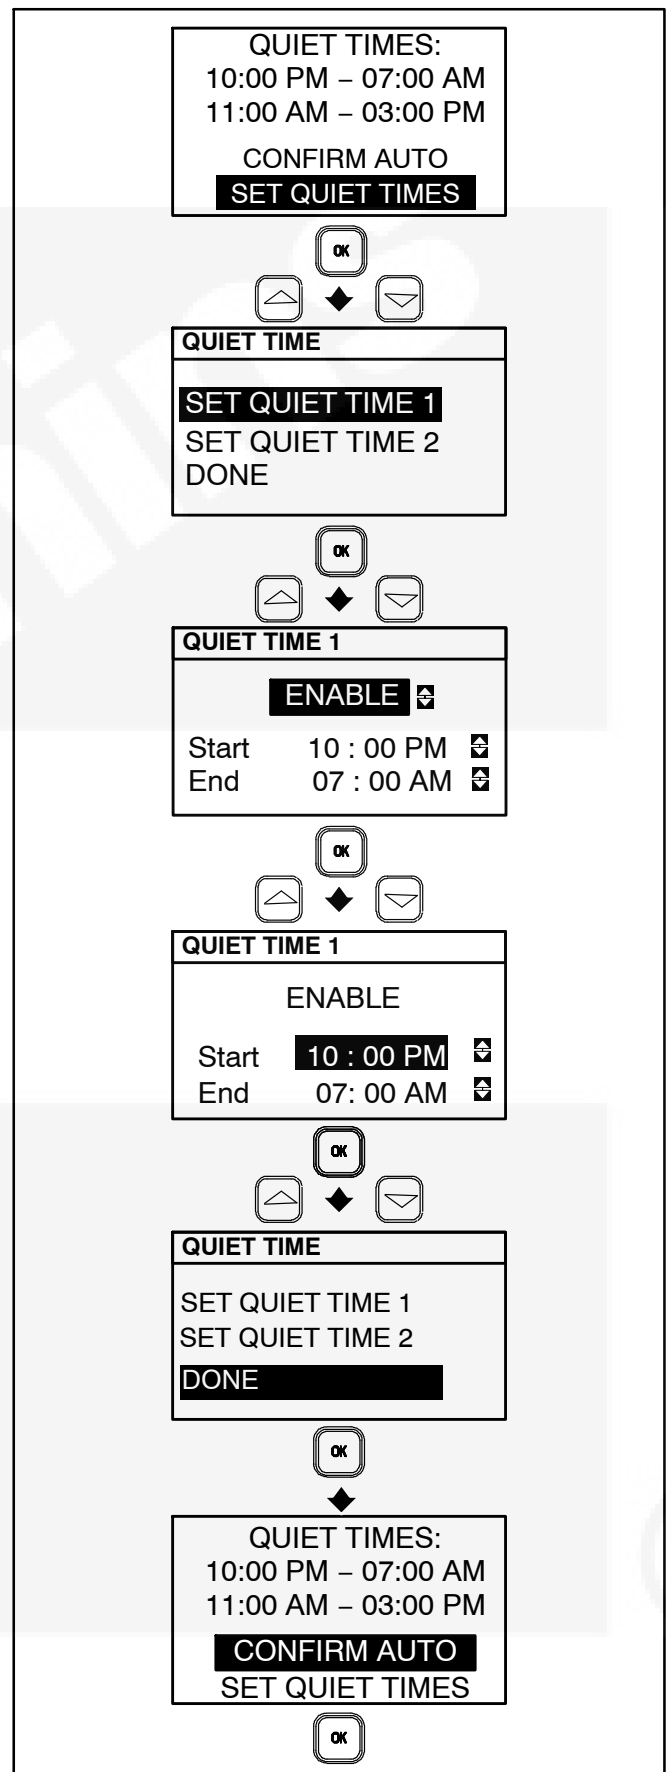 QUIET TIMES:
10:00 PM – 07:00 AM
11:00 AM – 03:00 PM
CONFIRM AUTO
SET QUIET TIMES
OK
QUIET TIME
SET QUIET TIME 1
SET QUIET TIME 2
DONE
OK
QUIET TIME 1
ENABLE
Start 10 : 00 PM
End 07 : 00 AM
OK
QUIET TIME 1
ENABLE
Start 10 : 00 PM
End 07: 00 AM
OK
QUIET TIME
SET QUIET TIME 1
SET QUIET TIME 2
DONE
OK
QUIET TIMES:
10:00 PM – 07:00 AM
11:00 AM – 03:00 PM
CONFIRM AUTO
SET QUIET TIMES
OK